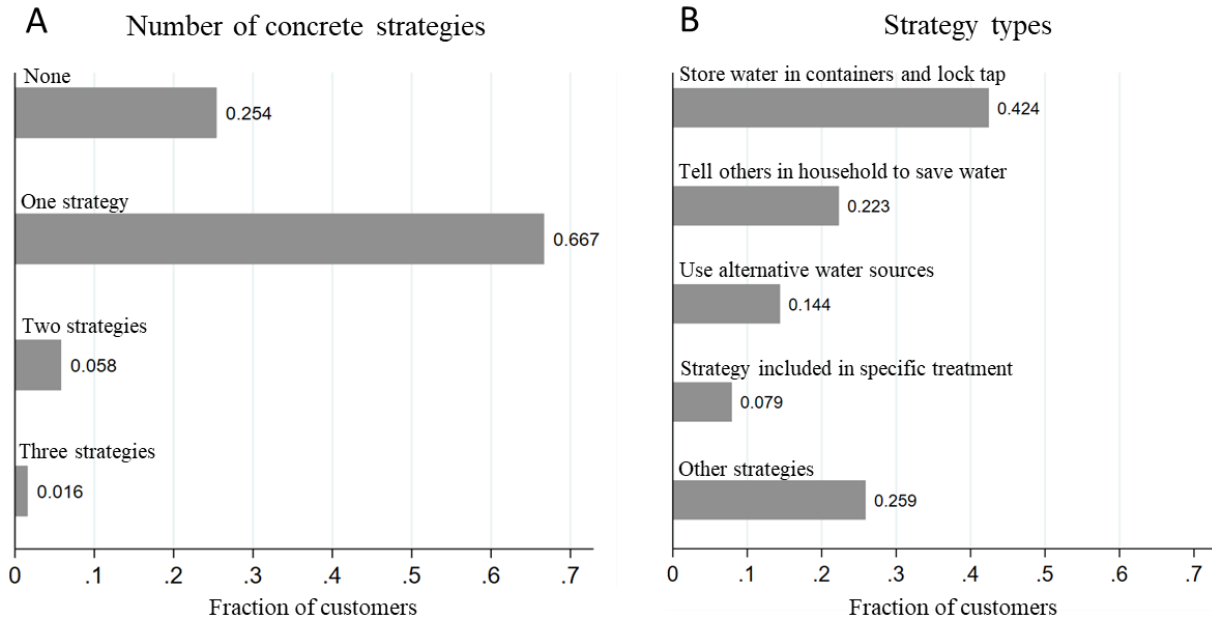 A
Number of concrete strategies
None
0.254
One strategy
0.667
Two strategies
0.058
Three strategies
0.016
0 .1 .2 .3 .4 .5 .6 .7
Fraction of customers
B
Strategy types
Store water in containers and lock tap
0.424
Tell others in household to save water
0.223
Use alternative water sources
0.144
Strategy included in specific treatment
0.079
Other strategies
0.259
0 .1 .2 .3 .4 .5 .6 .7
Fraction of customers